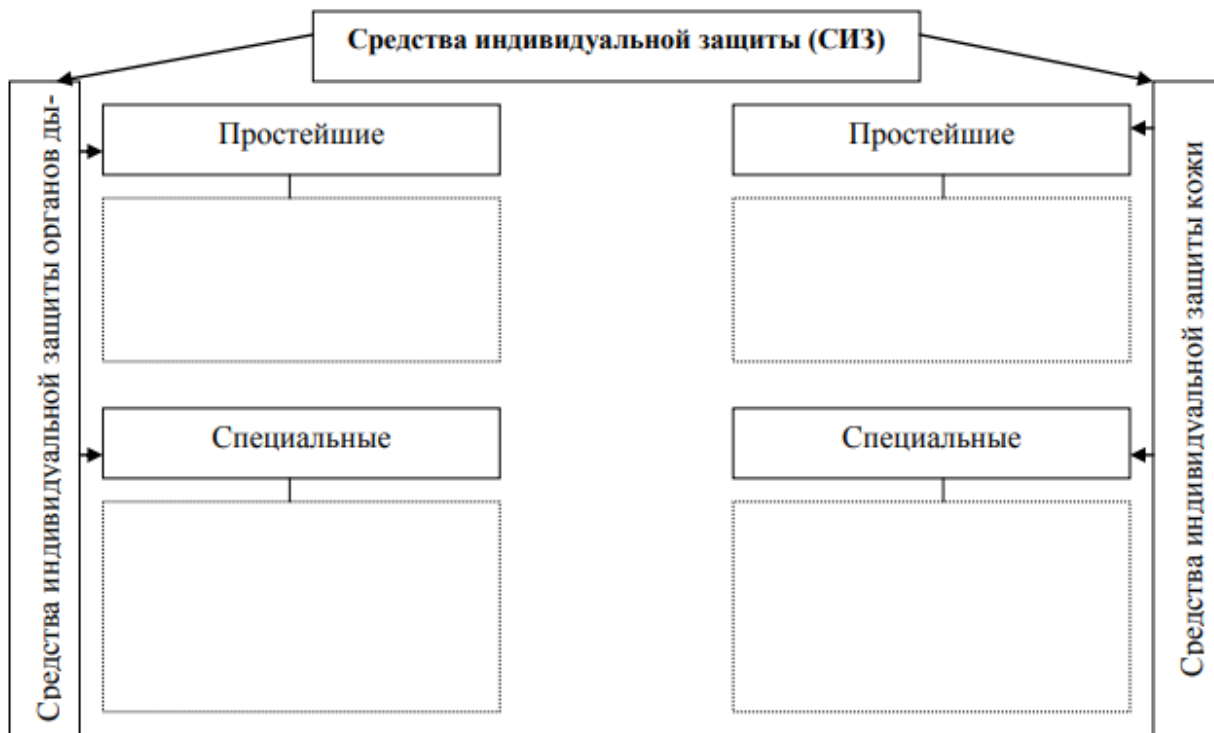 Средства индивидуальной защиты (СИЗ)
Средства индивидуальной защиты органов ды-
Простейшие
Простейшие
Специальные
Специальные
Средства индивидуальной защиты кожи